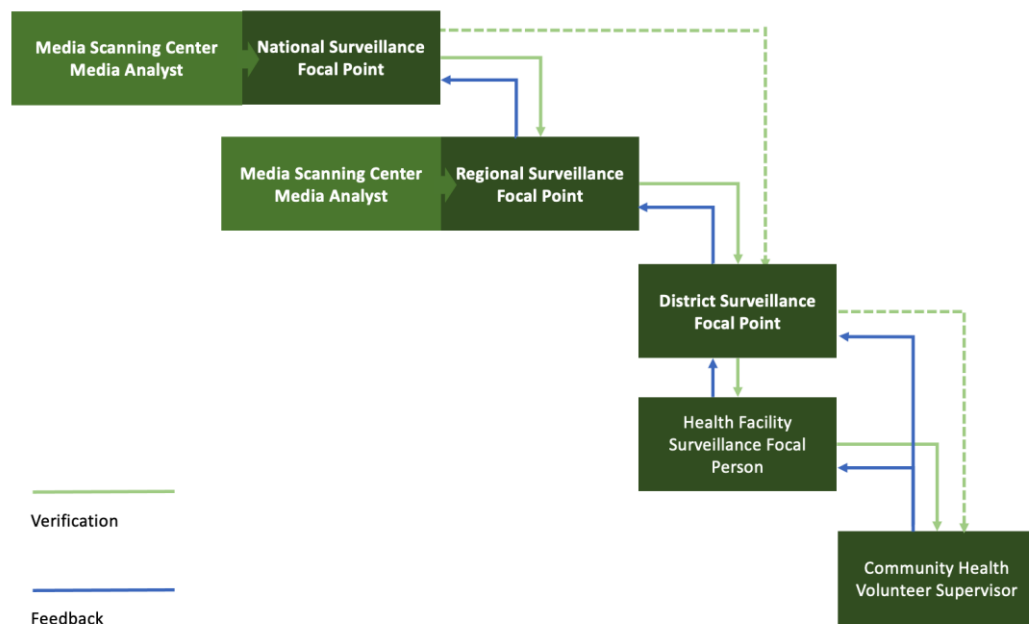 Media Scanning Center
Media Analyst
National Surveillance
Focal Point
Media Scanning Center
Media Analyst
Regional Surveillance
Focal Point
District Surveillance
Focal Point
Health Facility
Surveillance Focal
Person
Verification
Community Health
Volunteer Supervisor
Feedback